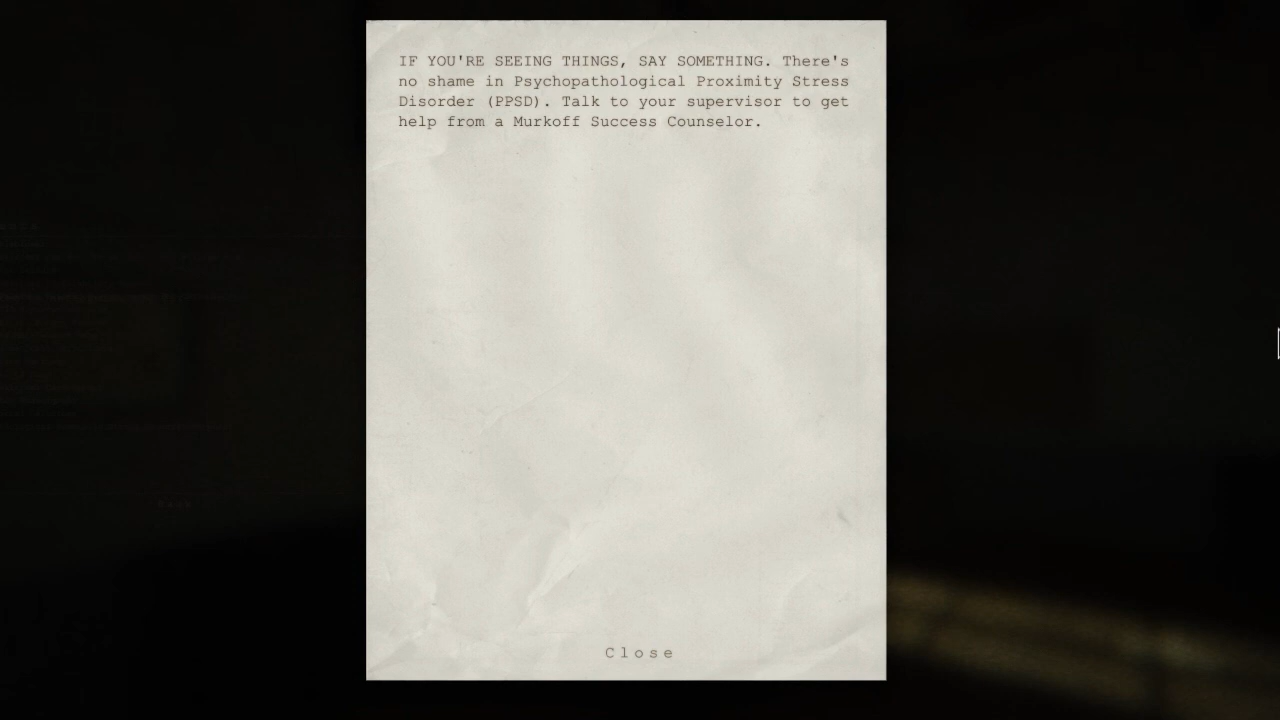 IF YOU'RE SEEING THINGS, SAY SOMETHING. There's
no shame in Psychopathological Proximity Stress
Disorder (PPSD). Talk to your supervisor to get
help from a Murkoff Success Counselor.
Close